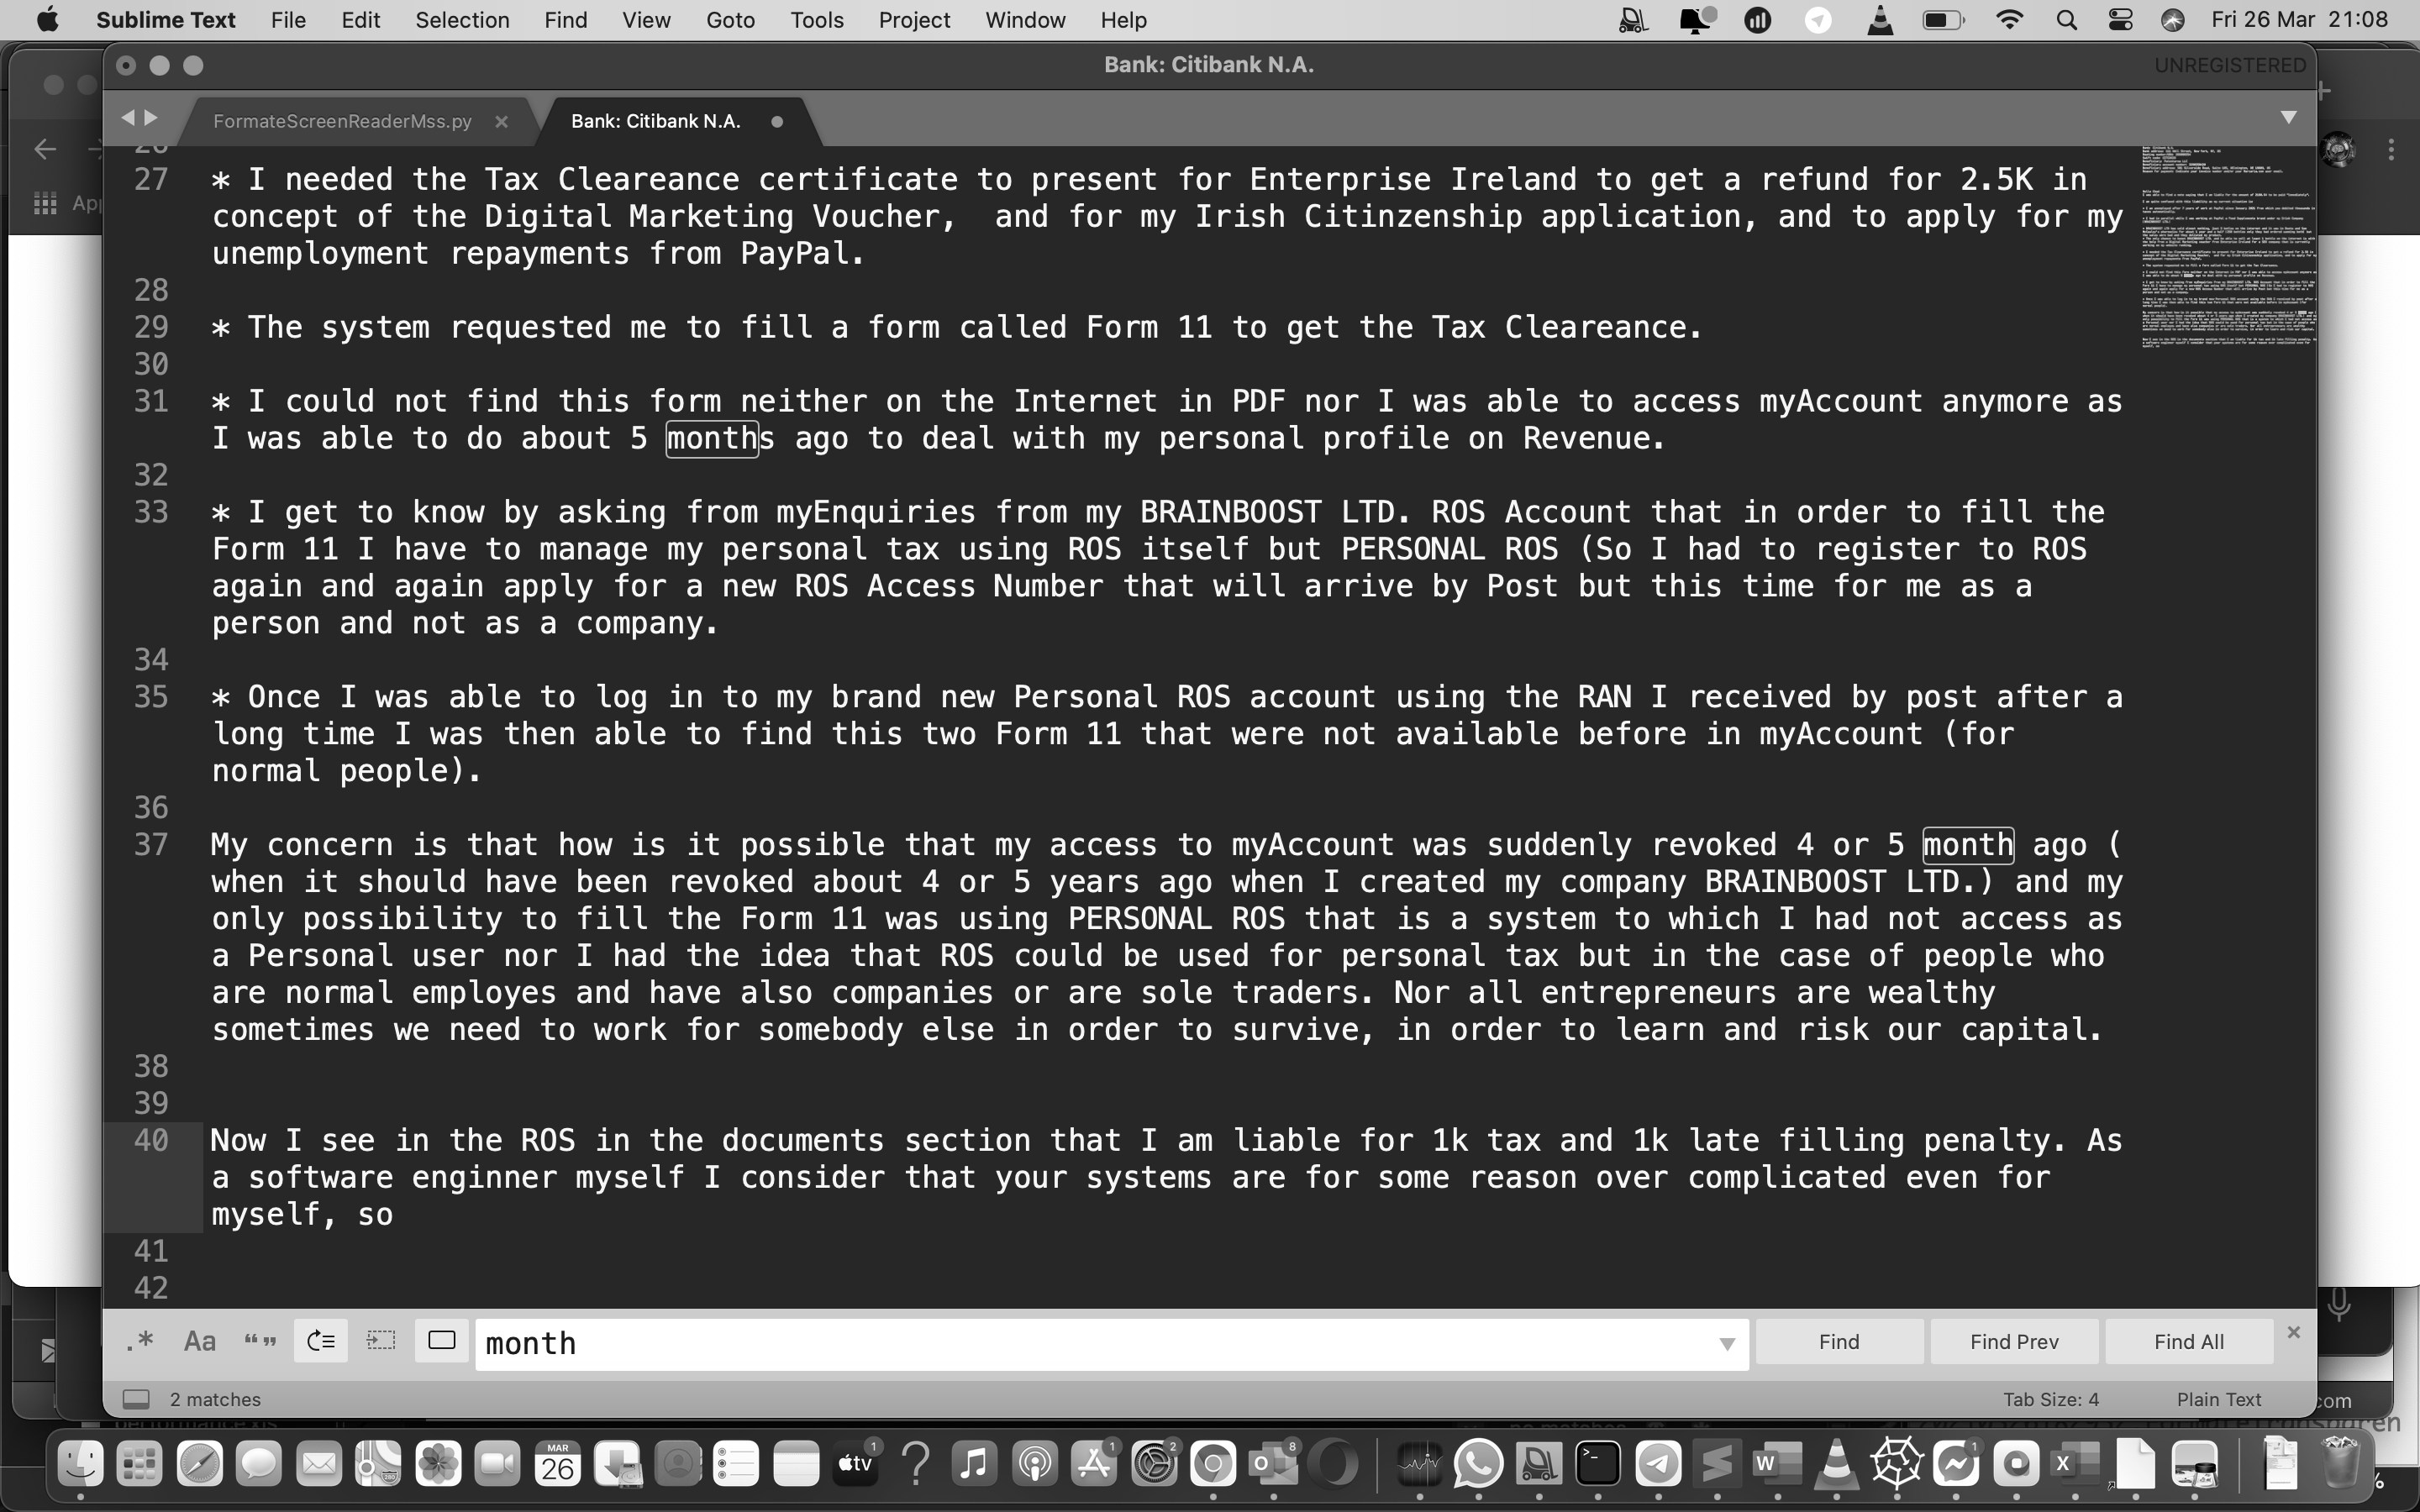 Sublime Text File Edit Selection Find View Goto Tools Project Window Help Fri 26 Mar 21:08
Bank: Citibank N.A. UNREGISTERED
FormateScreenReaderMss.py Bank: Citibank N.A.
27 * I needed the Tax Cleareance certificate to present for Enterprise Ireland to get a refund for 2.5K in
concept of the Digital Marketing Voucher,  and for my Irish Citinzenship application, and to apply for my
unemployment repayments from PayPal.
28
29 * The system requested me to fill a form called Form 11 to get the Tax Cleareance.
30
31 * I could not find this form neither on the Internet in PDF nor I was able to access myAccount anymore as
I was able to do about 5 months ago to deal with my personal profile on Revenue.
32
33 * I get to know by asking from myEnquiries from my BRAINBOOST LTD. ROS Account that in order to fill the
Form 11 I have to manage my personal tax using ROS itself but PERSONAL ROS (So I had to register to ROS
again and again apply for a new ROS Access Number that will arrive by Post but this time for me as a
person and not as a company.
34
35 * Once I was able to log in to my brand new Personal ROS account using the RAN I received by post after a
long time I was then able to find this two Form 11 that were not available before in myAccount (for
normal people).
36
37 My concern is that how is it possible that my access to myAccount was suddenly revoked 4 or 5 month ago (
when it should have been revoked about 4 or 5 years ago when I created my company BRAINBOOST LTD.) and my
only possibility to fill the Form 11 was using PERSONAL ROS that is a system to which I had not access as
a Personal user nor I had the idea that ROS could be used for personal tax but in the case of people who
are normal employes and have also companies or are sole traders. Nor all entrepreneurs are wealthy
sometimes we need to work for somebody else in order to survive, in order to learn and risk our capital.
38
39
40 Now I see in the ROS in the documents section that I am liable for 1k tax and 1k late filling penalty. As
a software enginner myself I consider that your systems are for some reason over complicated even for
myself, so
41
42
.* Aa “ ” month Find Find Prev Find All
2 matches Tab Size: 4 Plain Text
com
MAR
26
tv